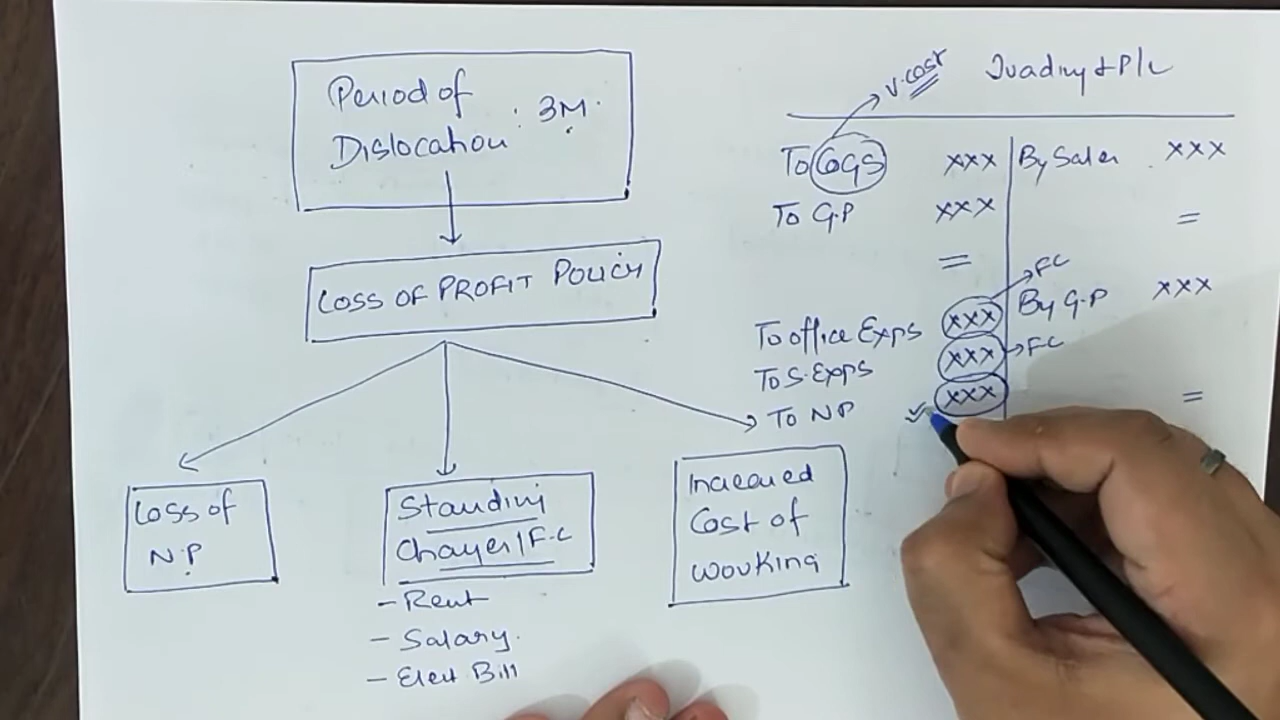 Period of
Dislocation : 3M.
LOSS OF PROFIT POLICY
Loss of
N.P
Standing
Charges/F.C
- Rent
- Salary.
- Elect Bill
Increased
Cost of
Working
V.Cost
Trading & P/L
To COGS xxx By Sales xxx
To G.P xxx =
=
FC
By G.P xxx
To office Exps xxx
To S.Exps xxx FC
To NP xxx =